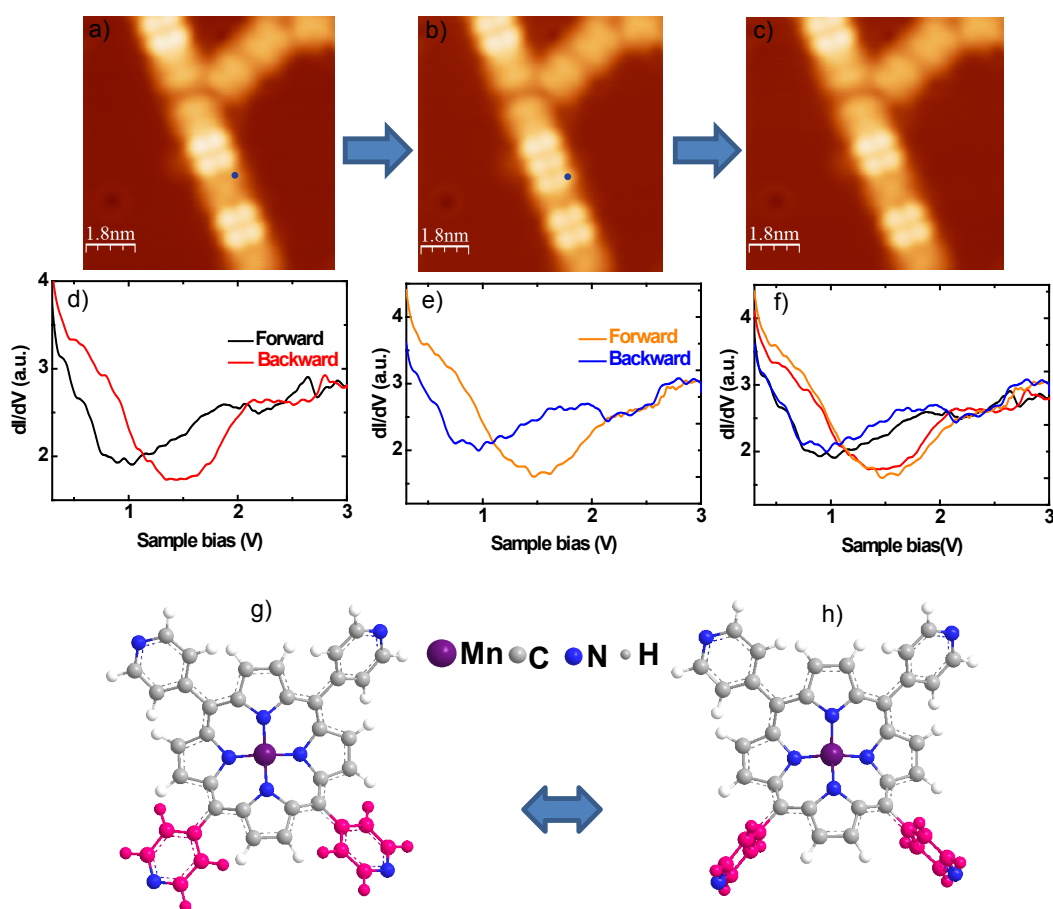 a)
b)
c)
1.8nm
1.8nm
1.8nm
d)
Forward
Backward
4
3
2
1
2
3
dI/dV (a.u.)
Sample bias (V)
e)
Forward
Backward
4
3
2
1
2
3
dI/dV (a.u.)
Sample bias (V)
f)
4
3
2
1
2
3
dI/dV (a.u.)
Sample bias(V)
g)
Mn C N H
h)